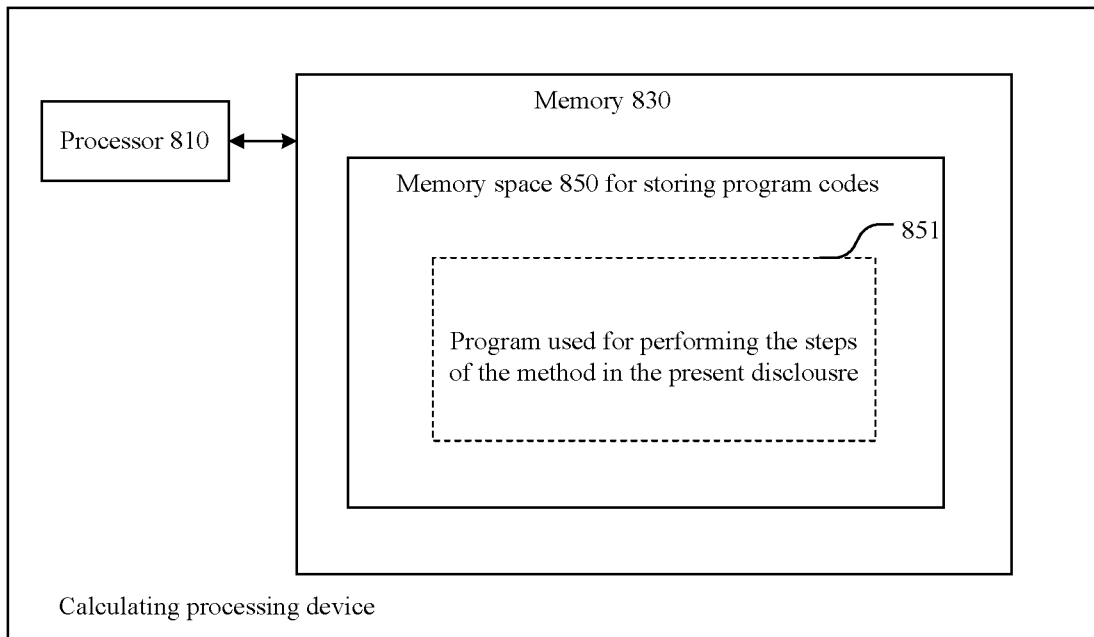 Memory 830
Processor 810
Memory space 850 for storing program codes
851
Program used for performing the steps
of the method in the present disclousre
Calculating processing device